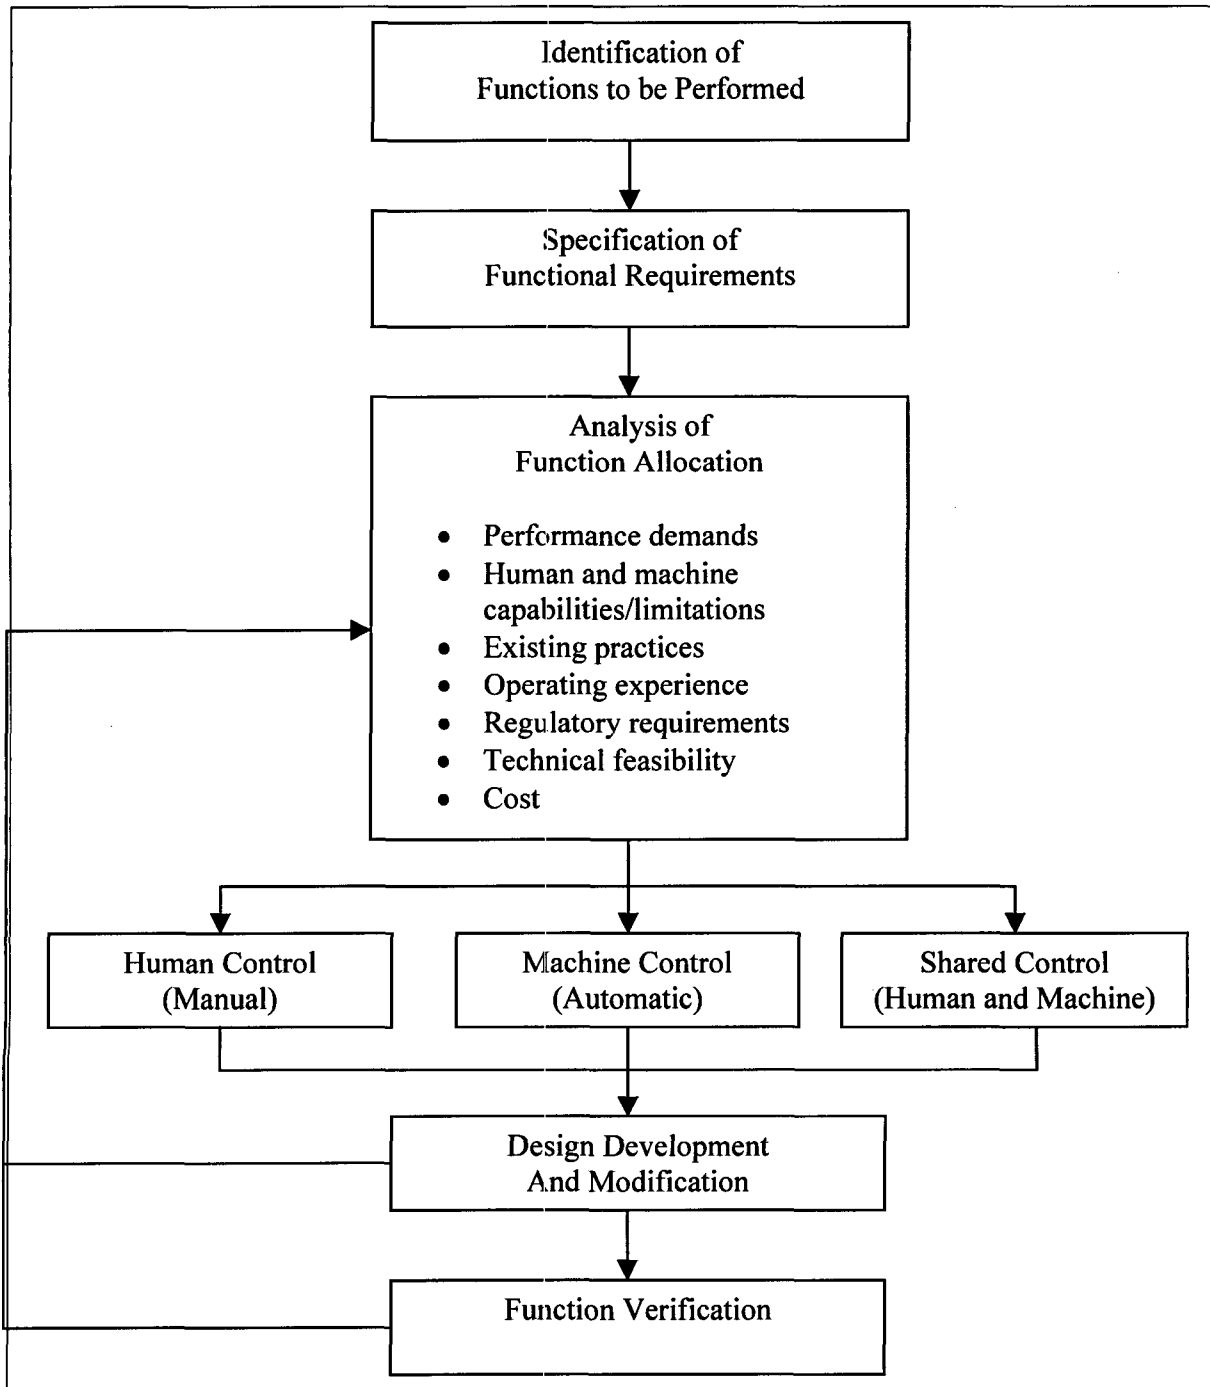 Identification of
Functions to be Performed
Specification of
Functional Requirements
Analysis of
Function Allocation
• Performance demands
• Human and machine
capabilities/limitations
• Existing practices
• Operating experience
• Regulatory requirements
• Technical feasibility
• Cost
Human Control
(Manual)
Machine Control
(Automatic)
Shared Control
(Human and Machine)
Design Development
And Modification
Function Verification